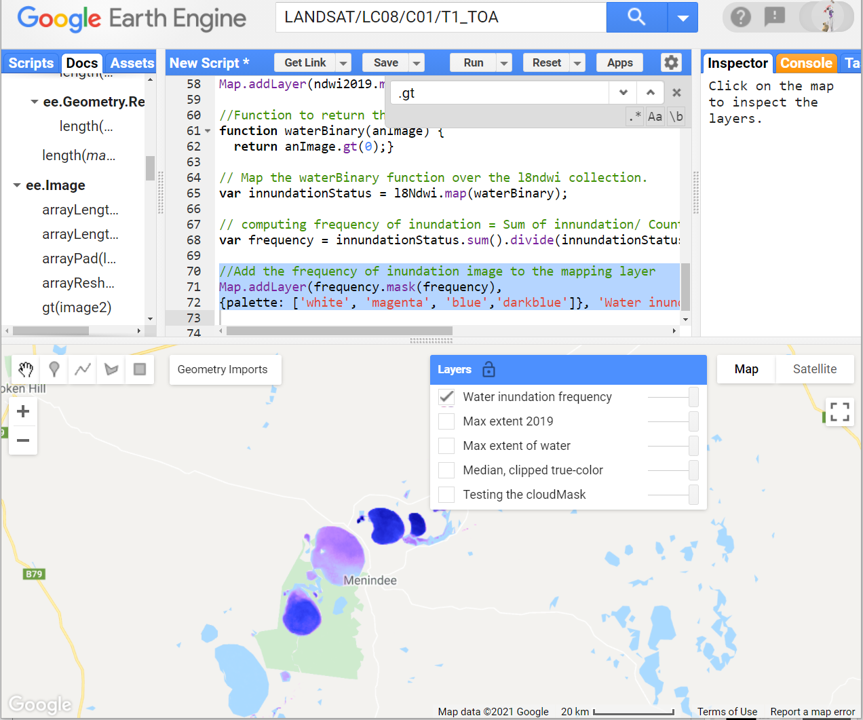 Google Earth Engine
LANDSAT/LC08/C01/T1_TOA
Scripts Docs Assets
New Script *
Get Link
Save
Run
Reset
Apps
Inspector Console Ta
length(...
ee.Geometry.Re
length(...
length(ma...
ee.Image
arrayLengt...
arrayLengt...
arrayPad(l...
arrayResh...
gt(image2)
.gt
.* Aa \b
58 Map.addLayer(ndwi2019.m
59
60 //Function to return th
61 function waterBinary(anImage) {
62 return anImage.gt(0);}
63
64 // Map the waterBinary function over the l8ndwi collection.
65 var innundationStatus = l8Ndwi.map(waterBinary);
66
67 // computing frequency of inundation = Sum of innundation/ Coun
68 var frequency = innundationStatus.sum().divide(innundationStatus
69
70 //Add the frequency of inundation image to the mapping layer
71 Map.addLayer(frequency.mask(frequency),
72 {palette: ['white', 'magenta', 'blue','darkblue']}, 'Water inun
73
74
Click on the map
to inspect the
layers.
Geometry Imports
Layers
Water inundation frequency
Max extent 2019
Max extent of water
Median, clipped true-color
Testing the cloudMask
Map Satellite
oken Hill
+
−
B79
Menindee
Google
Map data ©2021 Google 20 km Terms of Use Report a map error